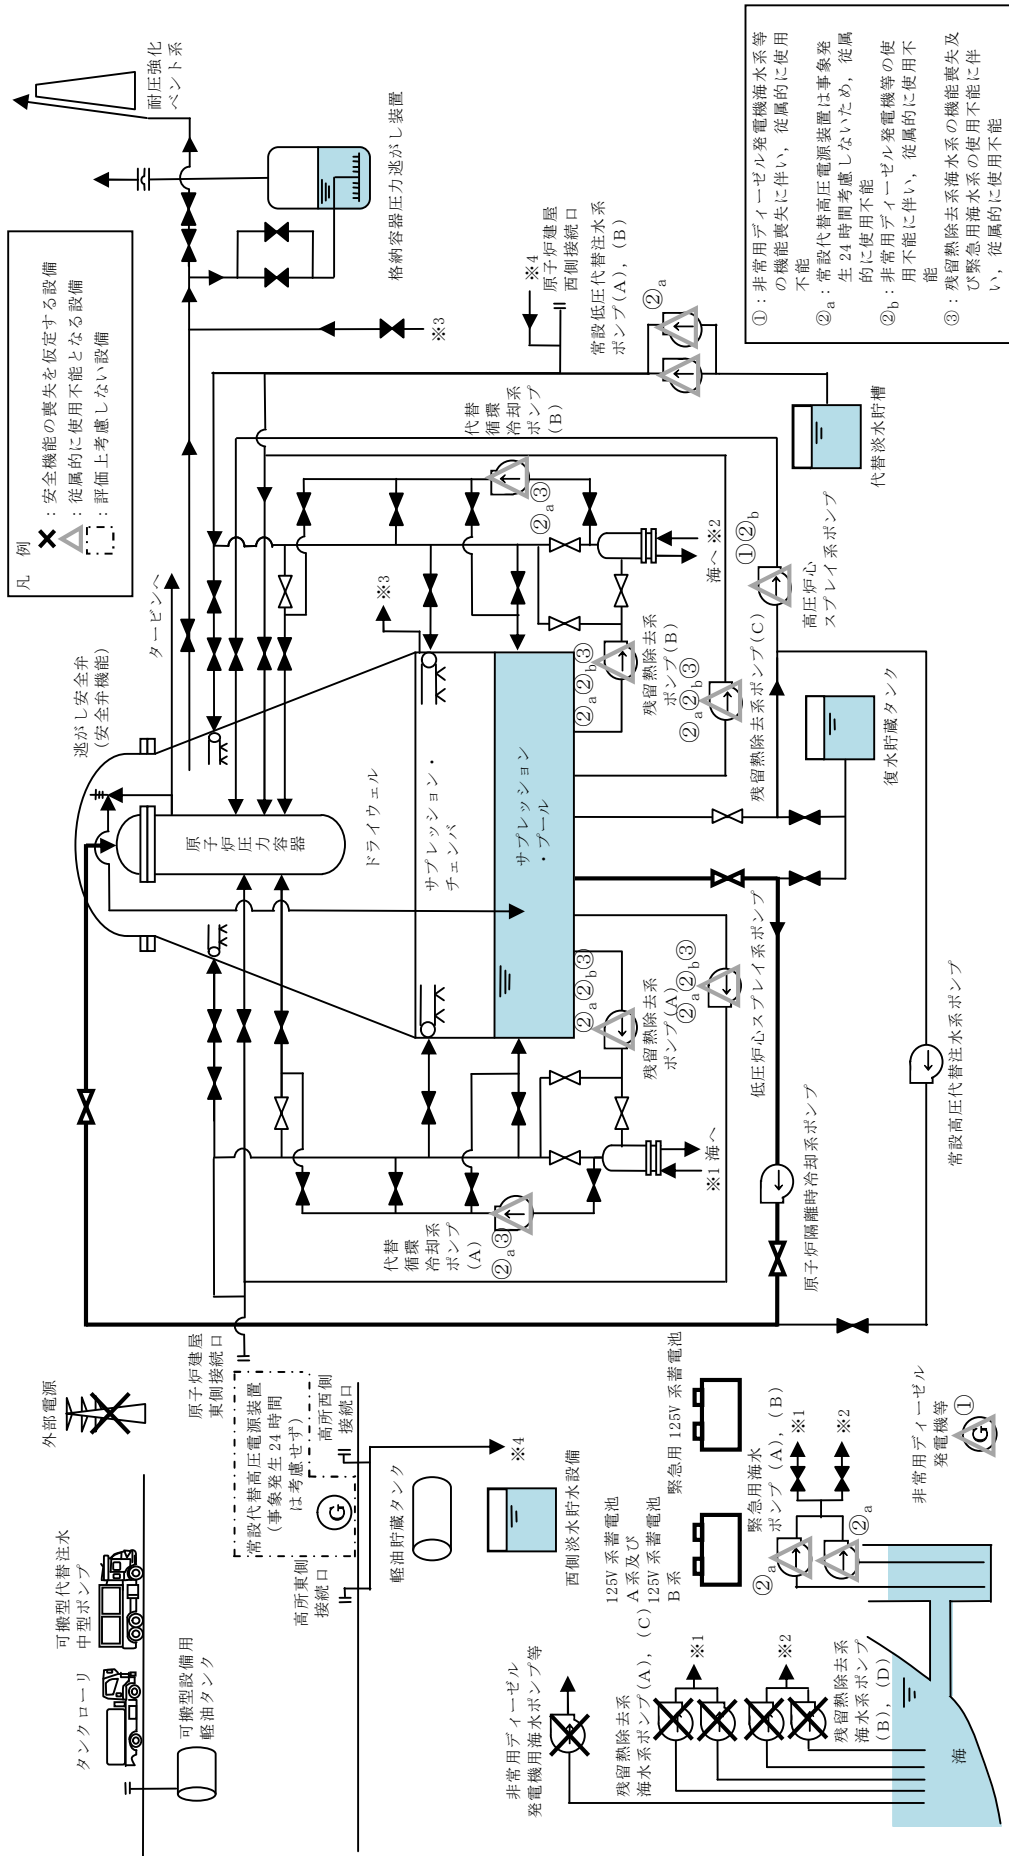 外部電源
可搬型代替注水
中型ポンプ
タンクローリ
可搬型設備用
軽油タンク
原子炉建屋
東側接続口
常設代替高圧電源装置
(事象発生24時間
は考慮せず)
G
高所西側
接続口
高所東側
接続口
軽油貯蔵タンク
※4
西側淡水貯水設備
125V系蓄電池
A系及び
125V系蓄電池
B系
緊急用125V系蓄電池
緊急用海水
ポンプ(A),(B)
②a
②a
※1
※2
非常用ディーゼル
発電機等
G
①
非常用ディーゼル
発電機用海水ポンプ等
残留熱除去系
海水系ポンプ(A),(C)
※1
※2
残留熱除去系
海水系ポンプ
(B),(D)
海
凡　例
：安全機能の喪失を仮定する設備
：従属的に使用不能となる設備
：評価上考慮しない設備
逃がし安全弁
(安全弁機能)
タービンへ
原子炉圧力容器
ドライウェル
サプレッション・
チェンバ
サプレッション
・プール
※3
※3
耐圧強化
ベント系
格納容器圧力逃がし装置
※4
原子炉建屋
西側接続口
常設低圧代替注水系
ポンプ(A),(B)
②a
代替淡水貯槽
代替
循環
冷却系
ポンプ
(B)
②a③
海へ
※2
残留熱除去系
ポンプ(B)
②a②b③
残留熱除去系ポンプ(C)
②a②b③
高圧炉心
スプレイ系ポンプ
①②b
復水貯蔵タンク
代替
循環
冷却系
ポンプ
(A)
②a③
※1
海へ
残留熱除去系
ポンプ(A)
②a②b③
低圧炉心スプレイ系ポンプ
②a②b③
原子炉隔離時冷却系ポンプ
常設高圧代替注水系ポンプ
①：非常用ディーゼル発電機海水系等
の機能喪失に伴い，従属的に使用
不能
②a：常設代替高圧電源装置は事象発
生24時間考慮しないため，従属
的に使用不能
②b：非常用ディーゼル発電機等の使
用不能に伴い，従属的に使用不
能
③：残留熱除去系海水系の機能喪失及
び緊急用海水系の使用不能に伴
い，従属的に使用不能